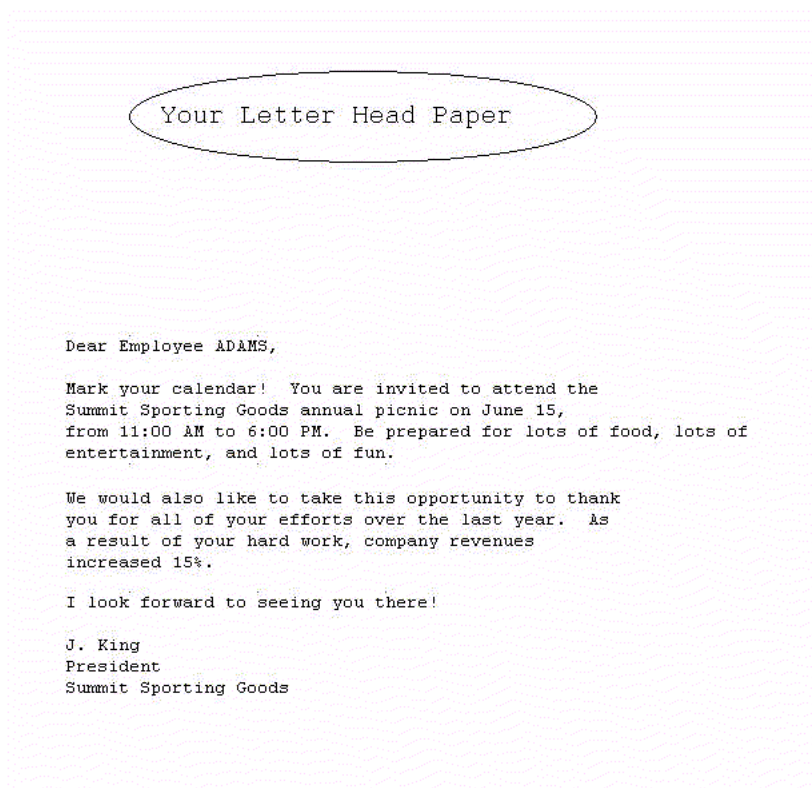 Your Letter Head Paper
Dear Employee ADAMS,
Mark your calendar!  You are invited to attend the
Summit Sporting Goods annual picnic on June 15,
from 11:00 AM to 6:00 PM.  Be prepared for lots of food, lots of
entertainment, and lots of fun.
We would also like to take this opportunity to thank
you for all of your efforts over the last year.  As
a result of your hard work, company revenues
increased 15%.
I look forward to seeing you there!
J. King
President
Summit Sporting Goods